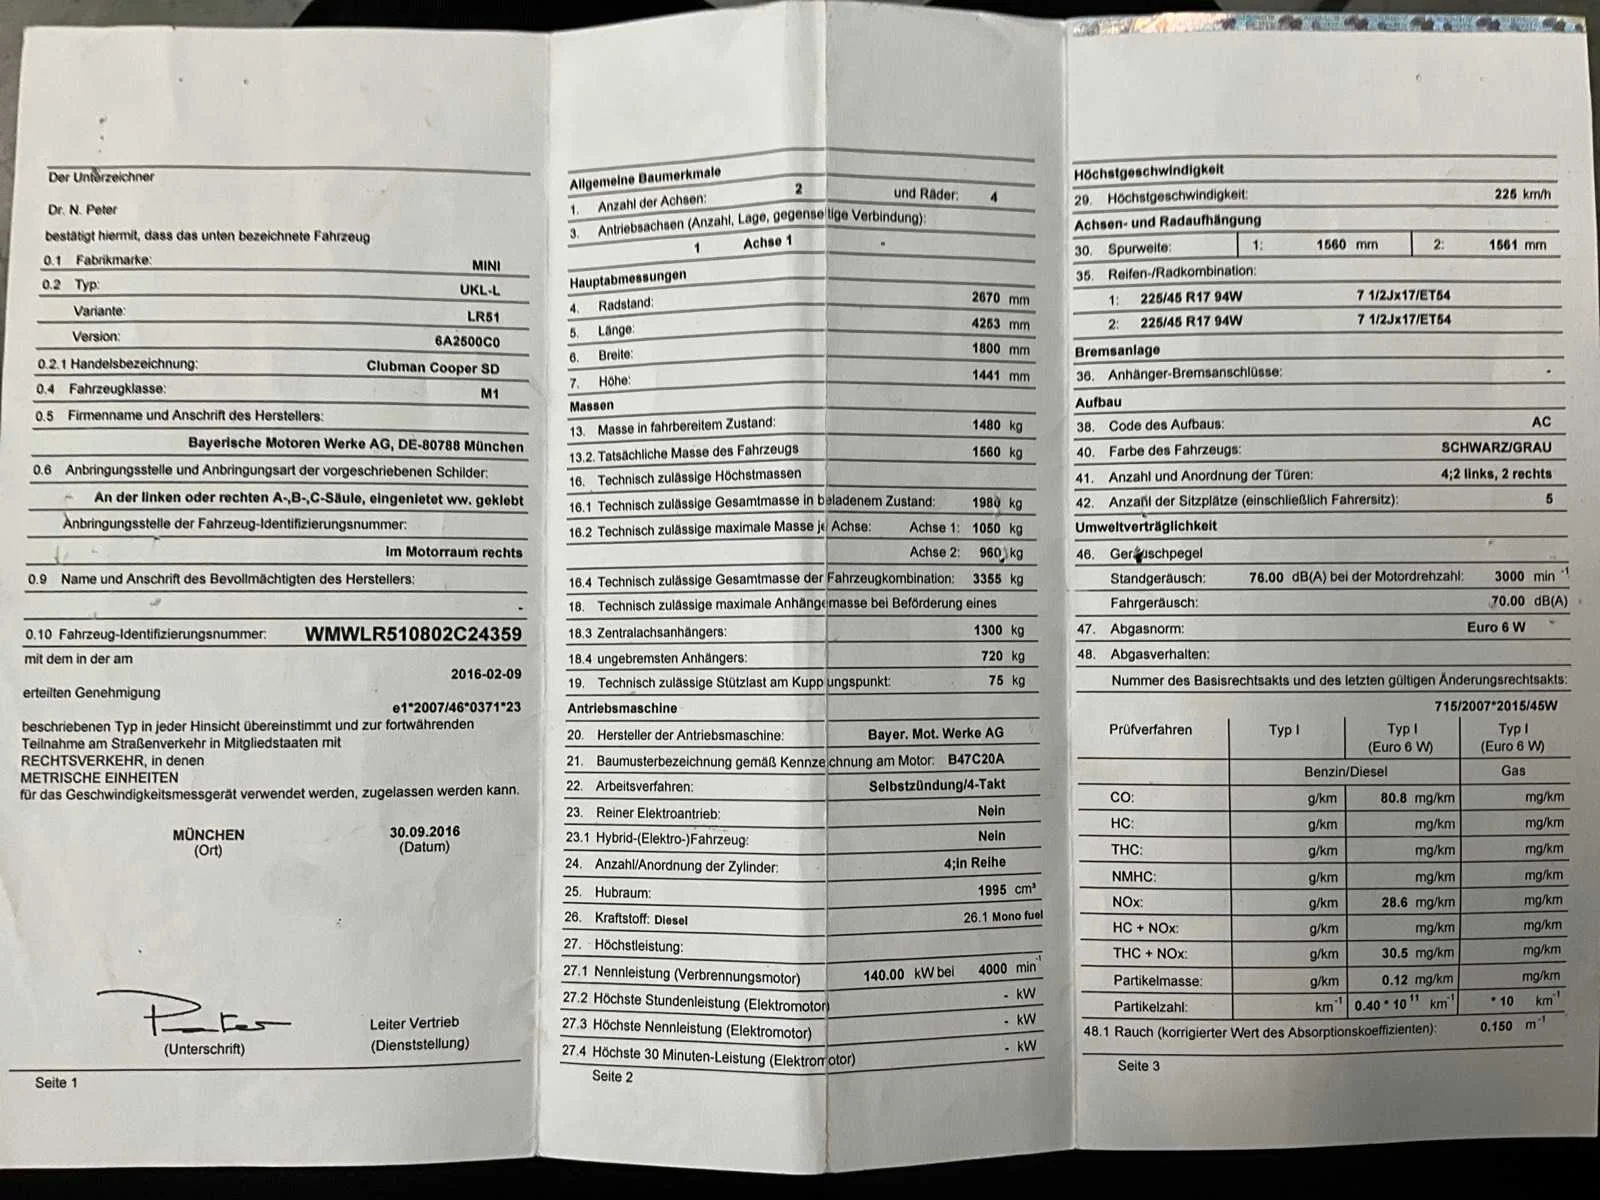 Der Unterzeichner
Dr. N. Peter
bestätigt hiermit, dass das unten bezeichnete Fahrzeug
0.1 Fabrikmarke: MINI
0.2 Typ: UKL-L
Variante: LR51
Version: 6A2500C0
0.2.1 Handelsbezeichnung: Clubman Cooper SD
0.4 Fahrzeugklasse: M1
0.5 Firmenname und Anschrift des Herstellers:
Bayerische Motoren Werke AG, DE-80788 München
0.6 Anbringungsstelle und Anbringungsart der vorgeschriebenen Schilder:
An der linken oder rechten A-,B-,C-Säule, eingenietet ww. geklebt
Anbringungsstelle der Fahrzeug-Identifizierungsnummer:
Im Motorraum rechts
0.9 Name und Anschrift des Bevollmächtigten des Herstellers:
-
0.10 Fahrzeug-Identifizierungsnummer: WMWLR510802C24359
mit dem in der am
2016-02-09
erteilten Genehmigung
e1*2007/46*0371*23
beschriebenen Typ in jeder Hinsicht übereinstimmt und zur fortwährenden
Teilnahme am Straßenverkehr in Mitgliedstaaten mit
RECHTSVERKEHR, in denen
METRISCHE EINHEITEN
für das Geschwindigkeitsmessgerät verwendet werden, zugelassen werden kann.
MÜNCHEN 30.09.2016
(Ort) (Datum)
Leiter Vertrieb
(Unterschrift) (Dienststellung)
Seite 1
Allgemeine Baumerkmale
1. Anzahl der Achsen: 2 und Räder: 4
3. Antriebsachsen (Anzahl, Lage, gegenseitige Verbindung):
1 Achse 1 -
Hauptabmessungen
4. Radstand: 2670 mm
5. Länge: 4253 mm
6. Breite: 1800 mm
7. Höhe: 1441 mm
Massen
13. Masse in fahrbereitem Zustand: 1480 kg
13.2. Tatsächliche Masse des Fahrzeugs 1560 kg
16. Technisch zulässige Höchstmassen
16.1 Technisch zulässige Gesamtmasse in beladenem Zustand: 1980 kg
16.2 Technisch zulässige maximale Masse je Achse: Achse 1: 1050 kg
Achse 2: 960 kg
16.4 Technisch zulässige Gesamtmasse der Fahrzeugkombination: 3355 kg
18. Technisch zulässige maximale Anhängemasse bei Beförderung eines
18.3 Zentralachsanhängers: 1300 kg
18.4 ungebremsten Anhängers: 720 kg
19. Technisch zulässige Stützlast am Kupplungspunkt: 75 kg
Antriebsmaschine
20. Hersteller der Antriebsmaschine: Bayer. Mot. Werke AG
21. Baumusterbezeichnung gemäß Kennzeichnung am Motor: B47C20A
22. Arbeitsverfahren: Selbstzündung/4-Takt
23. Reiner Elektroantrieb: Nein
23.1 Hybrid-(Elektro-)Fahrzeug: Nein
24. Anzahl/Anordnung der Zylinder: 4;in Reihe
25. Hubraum: 1995 cm³
26. Kraftstoff: Diesel 26.1 Mono fuel
27. Höchstleistung:
27.1 Nennleistung (Verbrennungsmotor) 140.00 kW bei 4000 min⁻¹
27.2 Höchste Stundenleistung (Elektromotor) - kW
27.3 Höchste Nennleistung (Elektromotor) - kW
27.4 Höchste 30 Minuten-Leistung (Elektromotor) - kW
Seite 2
Höchstgeschwindigkeit
29. Höchstgeschwindigkeit: 225 km/h
Achsen- und Radaufhängung
30. Spurweite: 1: 1560 mm 2: 1561 mm
35. Reifen-/Radkombination:
1: 225/45 R17 94W 7 1/2Jx17/ET54
2: 225/45 R17 94W 7 1/2Jx17/ET54
Bremsanlage
36. Anhänger-Bremsanschlüsse: -
Aufbau
38. Code des Aufbaus: AC
40. Farbe des Fahrzeugs: SCHWARZ/GRAU
41. Anzahl und Anordnung der Türen: 4;2 links, 2 rechts
42. Anzahl der Sitzplätze (einschließlich Fahrersitz): 5
Umweltverträglichkeit
46. Geräuschpegel
Standgeräusch: 76.00 dB(A) bei der Motordrehzahl: 3000 min⁻¹
Fahrgeräusch: 70.00 dB(A)
47. Abgasnorm: Euro 6 W
48. Abgasverhalten:
Nummer des Basisrechtsakts und des letzten gültigen Änderungsrechtsakts:
715/2007*2015/45W
Prüfverfahren Typ I Typ I Typ I
(Euro 6 W) (Euro 6 W)
Benzin/Diesel Gas
CO: g/km 80.8 mg/km mg/km
HC: g/km mg/km mg/km
THC: g/km mg/km mg/km
NMHC: g/km mg/km mg/km
NOx: g/km 28.6 mg/km mg/km
HC + NOx: g/km mg/km mg/km
THC + NOx: g/km 30.5 mg/km mg/km
Partikelmasse: g/km 0.12 mg/km mg/km
Partikelzahl: km⁻¹ 0.40 * 10¹¹ km⁻¹ * 10 km⁻¹
48.1 Rauch (korrigierter Wert des Absorptionskoeffizienten): 0.150 m⁻¹
Seite 3